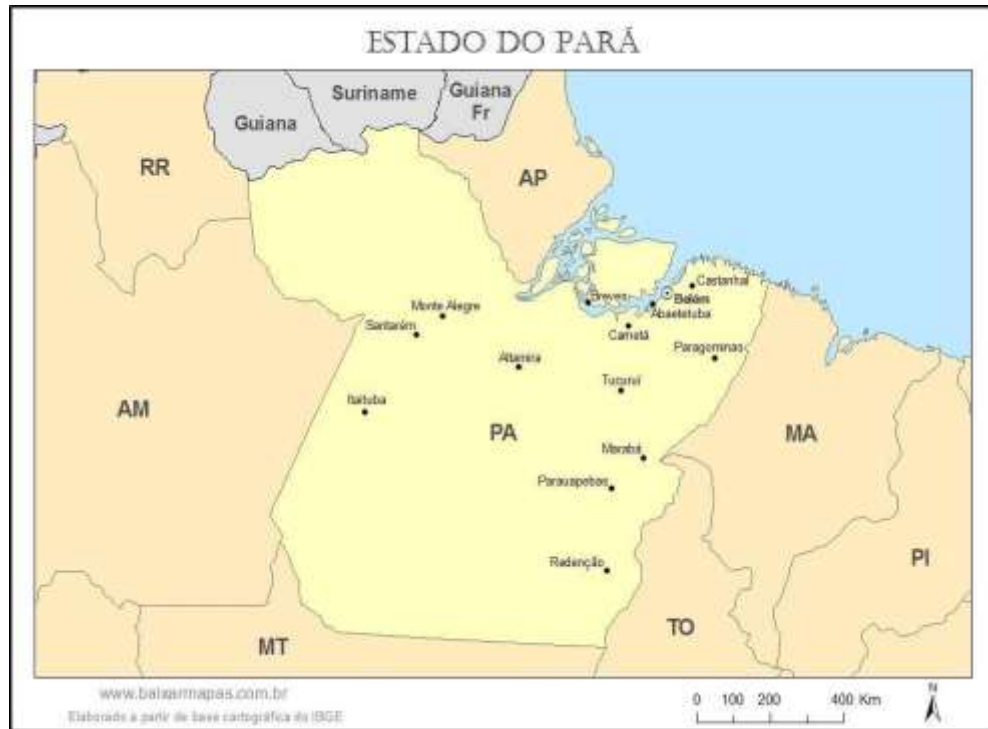 ESTADO DO PARÁ
Suriname
Guiana
Fr
Guiana
RR
AP
Castanhal
Belém
Breves
Abaetetuba
Monte Alegre
Santarém
Cametá
Paragominas
Altamira
Tucuruí
Itaituba
AM
PA
MA
Marabá
Parauapebas
PI
Redenção
TO
MT
www.baixarmapas.com.br
Elaborado a partir de base cartográfica do IBGE
0 100 200 400 Km
N